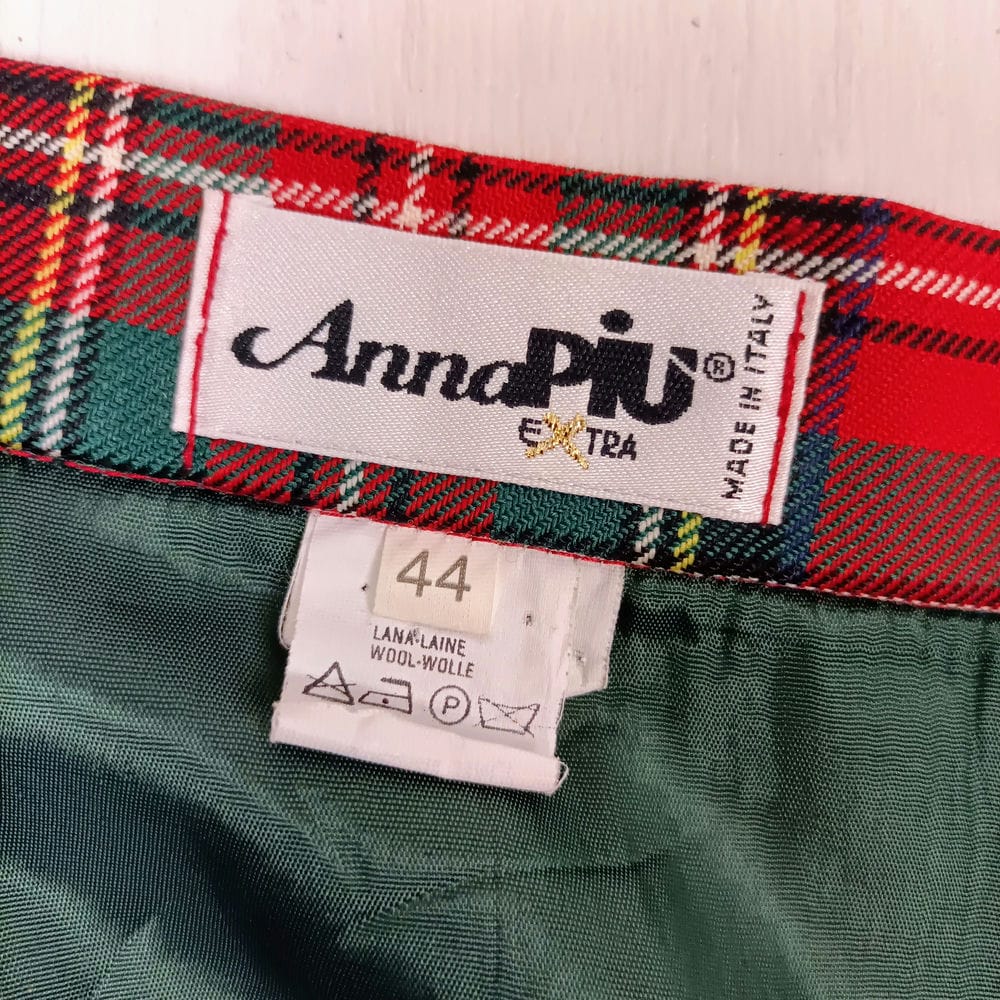 AnnaPiù®
EXTRA
MADE IN ITALY
44
LANA-LAINE
WOOL-WOLLE
P